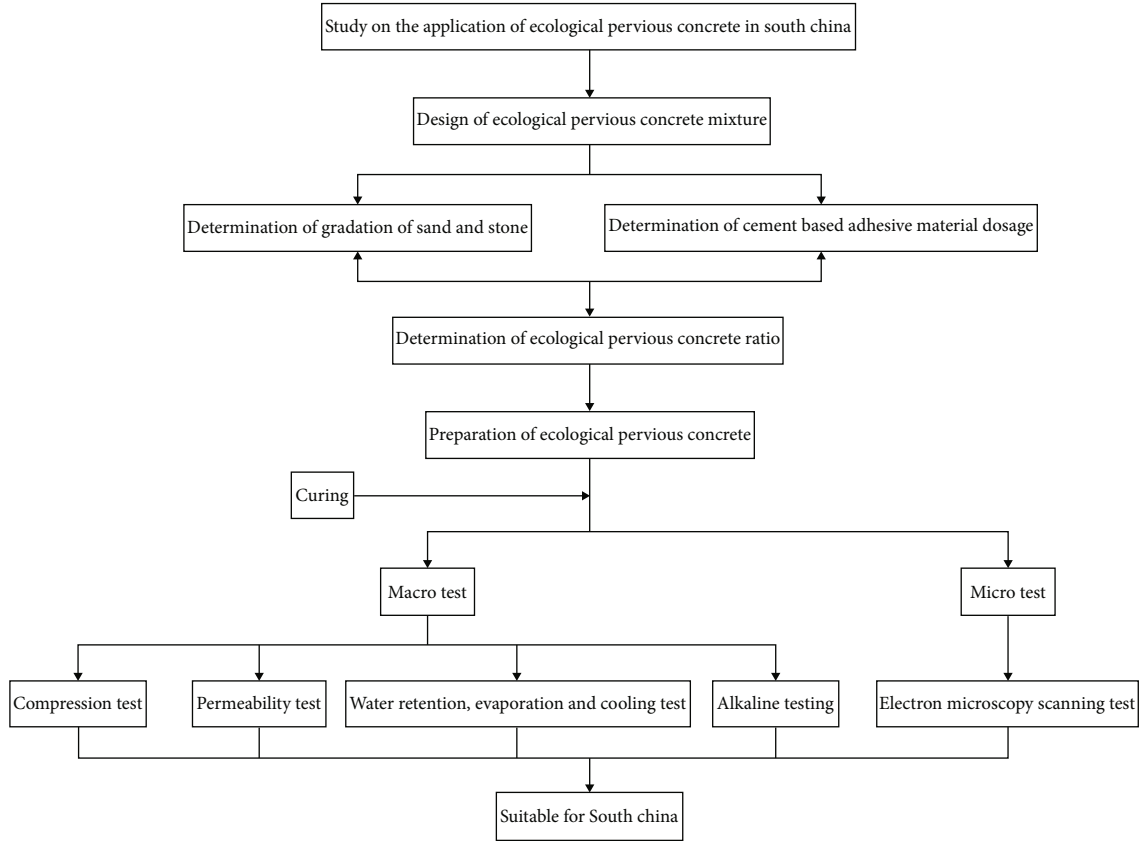 Study on the application of ecological pervious concrete in south china
Design of ecological pervious concrete mixture
Determination of gradation of sand and stone
Determination of cement based adhesive material dosage
Determination of ecological pervious concrete ratio
Preparation of ecological pervious concrete
Curing
Macro test
Micro test
Compression test
Permeability test
Water retention, evaporation and cooling test
Alkaline testing
Electron microscopy scanning test
Suitable for South china